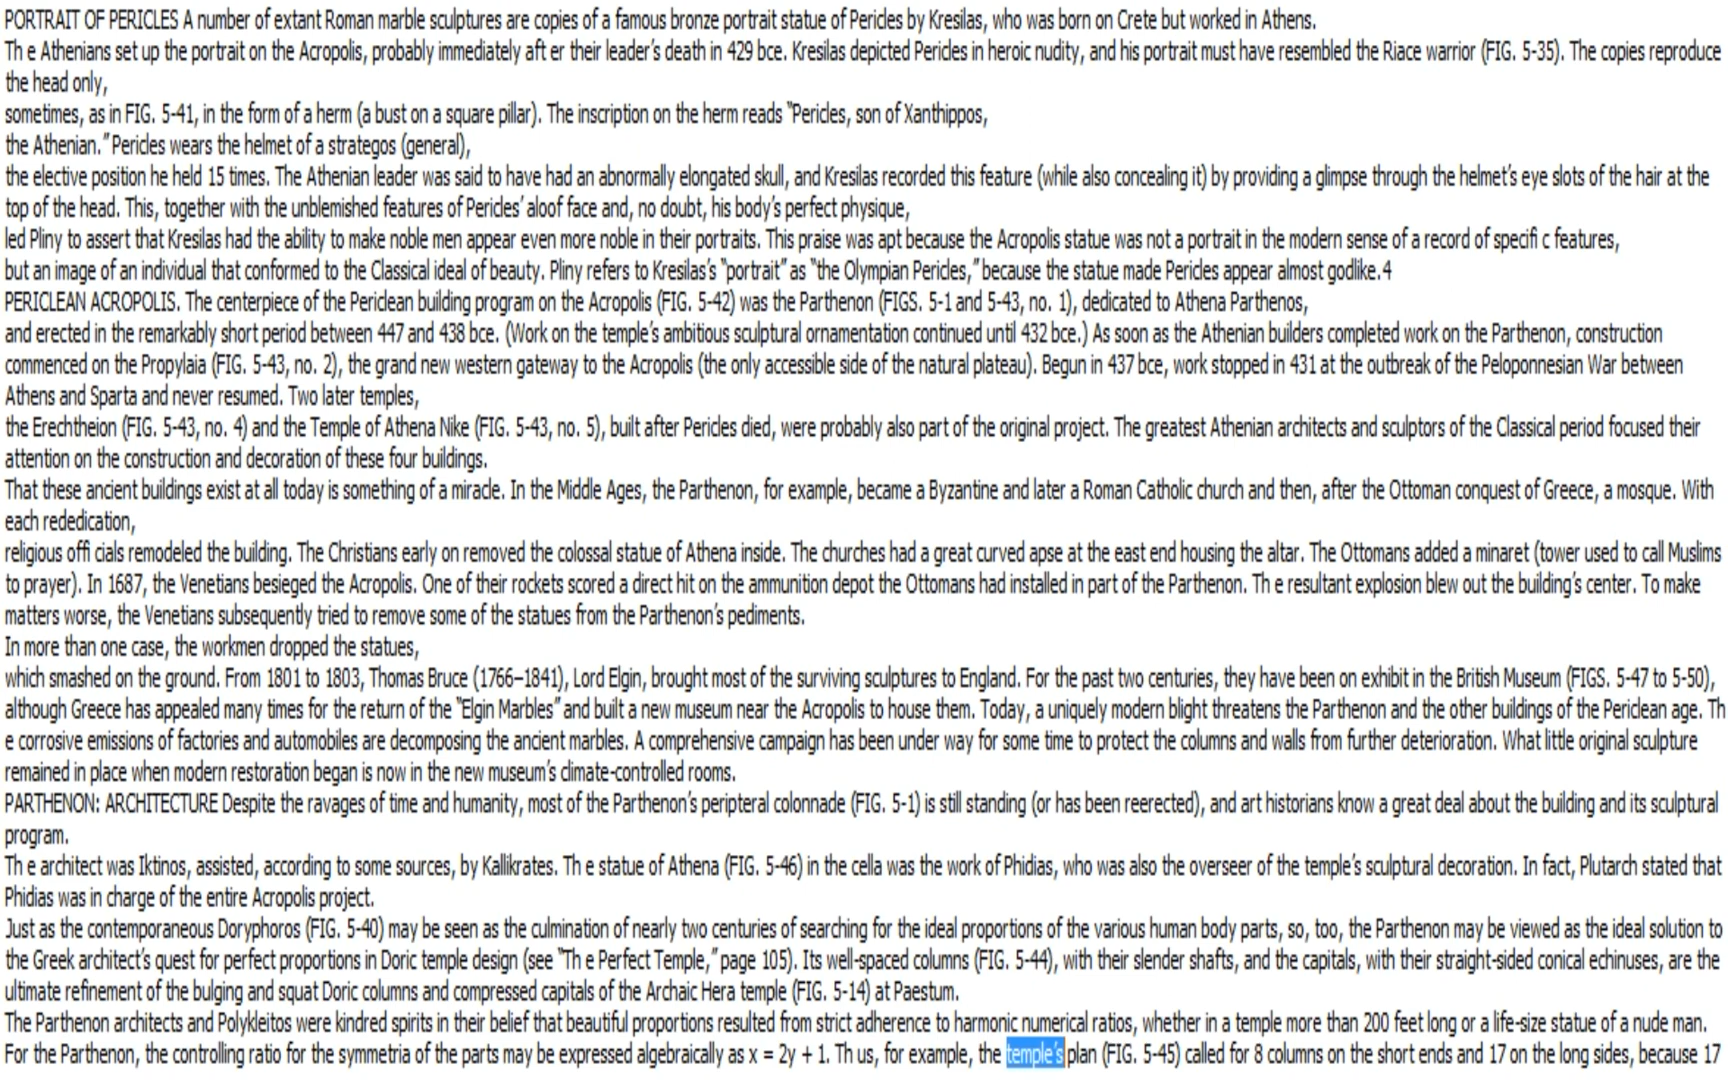 PORTRAIT OF PERICLES A number of extant Roman marble sculptures are copies of a famous bronze portrait statue of Pericles by Kresilas, who was born on Crete but worked in Athens.
Th e Athenians set up the portrait on the Acropolis, probably immediately aft er their leader’s death in 429 bce. Kresilas depicted Pericles in heroic nudity, and his portrait must have resembled the Riace warrior (FIG. 5-35). The copies reproduce
the head only,
sometimes, as in FIG. 5-41, in the form of a herm (a bust on a square pillar). The inscription on the herm reads “Pericles, son of Xanthippos,
the Athenian.” Pericles wears the helmet of a strategos (general),
the elective position he held 15 times. The Athenian leader was said to have had an abnormally elongated skull, and Kresilas recorded this feature (while also concealing it) by providing a glimpse through the helmet’s eye slots of the hair at the
top of the head. This, together with the unblemished features of Pericles’ aloof face and, no doubt, his body’s perfect physique,
led Pliny to assert that Kresilas had the ability to make noble men appear even more noble in their portraits. This praise was apt because the Acropolis statue was not a portrait in the modern sense of a record of specifi c features,
but an image of an individual that conformed to the Classical ideal of beauty. Pliny refers to Kresilas’s “portrait” as “the Olympian Pericles,” because the statue made Pericles appear almost godlike.4
PERICLEAN ACROPOLIS. The centerpiece of the Periclean building program on the Acropolis (FIG. 5-42) was the Parthenon (FIGS. 5-1 and 5-43, no. 1), dedicated to Athena Parthenos,
and erected in the remarkably short period between 447 and 438 bce. (Work on the temple’s ambitious sculptural ornamentation continued until 432 bce.) As soon as the Athenian builders completed work on the Parthenon, construction
commenced on the Propylaia (FIG. 5-43, no. 2), the grand new western gateway to the Acropolis (the only accessible side of the natural plateau). Begun in 437 bce, work stopped in 431 at the outbreak of the Peloponnesian War between
Athens and Sparta and never resumed. Two later temples,
the Erechtheion (FIG. 5-43, no. 4) and the Temple of Athena Nike (FIG. 5-43, no. 5), built after Pericles died, were probably also part of the original project. The greatest Athenian architects and sculptors of the Classical period focused their
attention on the construction and decoration of these four buildings.
That these ancient buildings exist at all today is something of a miracle. In the Middle Ages, the Parthenon, for example, became a Byzantine and later a Roman Catholic church and then, after the Ottoman conquest of Greece, a mosque. With
each rededication,
religious offi cials remodeled the building. The Christians early on removed the colossal statue of Athena inside. The churches had a great curved apse at the east end housing the altar. The Ottomans added a minaret (tower used to call Muslims
to prayer). In 1687, the Venetians besieged the Acropolis. One of their rockets scored a direct hit on the ammunition depot the Ottomans had installed in part of the Parthenon. Th e resultant explosion blew out the building’s center. To make
matters worse, the Venetians subsequently tried to remove some of the statues from the Parthenon’s pediments.
In more than one case, the workmen dropped the statues,
which smashed on the ground. From 1801 to 1803, Thomas Bruce (1766–1841), Lord Elgin, brought most of the surviving sculptures to England. For the past two centuries, they have been on exhibit in the British Museum (FIGS. 5-47 to 5-50),
although Greece has appealed many times for the return of the “Elgin Marbles” and built a new museum near the Acropolis to house them. Today, a uniquely modern blight threatens the Parthenon and the other buildings of the Periclean age. Th
e corrosive emissions of factories and automobiles are decomposing the ancient marbles. A comprehensive campaign has been under way for some time to protect the columns and walls from further deterioration. What little original sculpture
remained in place when modern restoration began is now in the new museum’s climate-controlled rooms.
PARTHENON: ARCHITECTURE Despite the ravages of time and humanity, most of the Parthenon’s peripteral colonnade (FIG. 5-1) is still standing (or has been reerected), and art historians know a great deal about the building and its sculptural
program.
Th e architect was Iktinos, assisted, according to some sources, by Kallikrates. Th e statue of Athena (FIG. 5-46) in the cella was the work of Phidias, who was also the overseer of the temple’s sculptural decoration. In fact, Plutarch stated that
Phidias was in charge of the entire Acropolis project.
Just as the contemporaneous Doryphoros (FIG. 5-40) may be seen as the culmination of nearly two centuries of searching for the ideal proportions of the various human body parts, so, too, the Parthenon may be viewed as the ideal solution to
the Greek architect’s quest for perfect proportions in Doric temple design (see “Th e Perfect Temple,” page 105). Its well-spaced columns (FIG. 5-44), with their slender shafts, and the capitals, with their straight-sided conical echinuses, are the
ultimate refinement of the bulging and squat Doric columns and compressed capitals of the Archaic Hera temple (FIG. 5-14) at Paestum.
The Parthenon architects and Polykleitos were kindred spirits in their belief that beautiful proportions resulted from strict adherence to harmonic numerical ratios, whether in a temple more than 200 feet long or a life-size statue of a nude man.
For the Parthenon, the controlling ratio for the symmetria of the parts may be expressed algebraically as x = 2y + 1. Th us, for example, the temple’s plan (FIG. 5-45) called for 8 columns on the short ends and 17 on the long sides, because 17